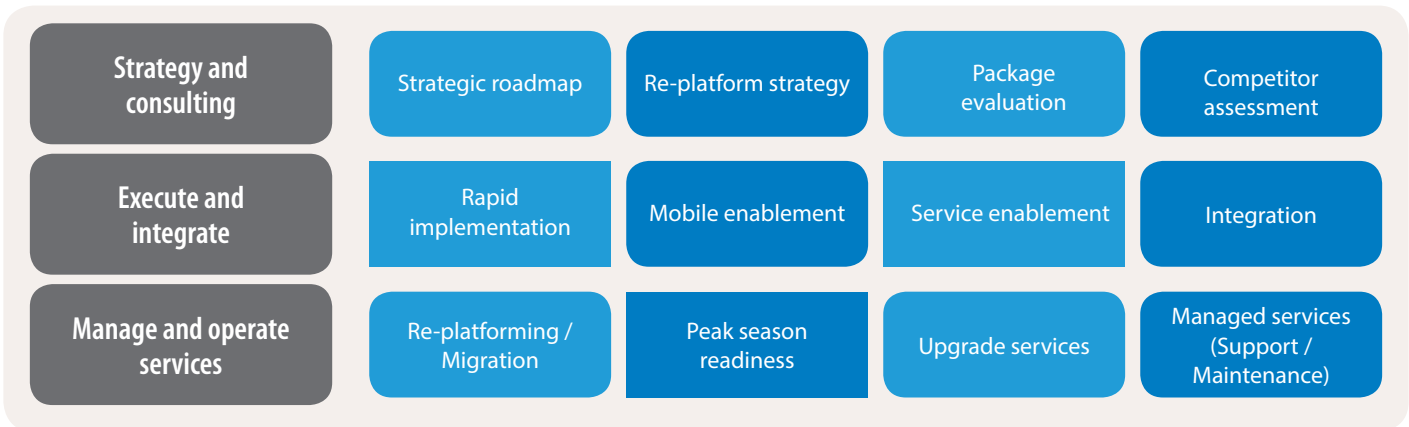 Strategy and
consulting
Strategic roadmap
Re-platform strategy
Package
evaluation
Competitor
assessment
Execute and
integrate
Rapid
implementation
Mobile enablement
Service enablement
Integration
Manage and operate
services
Re-platforming /
Migration
Peak season
readiness
Upgrade services
Managed services
(Support /
Maintenance)